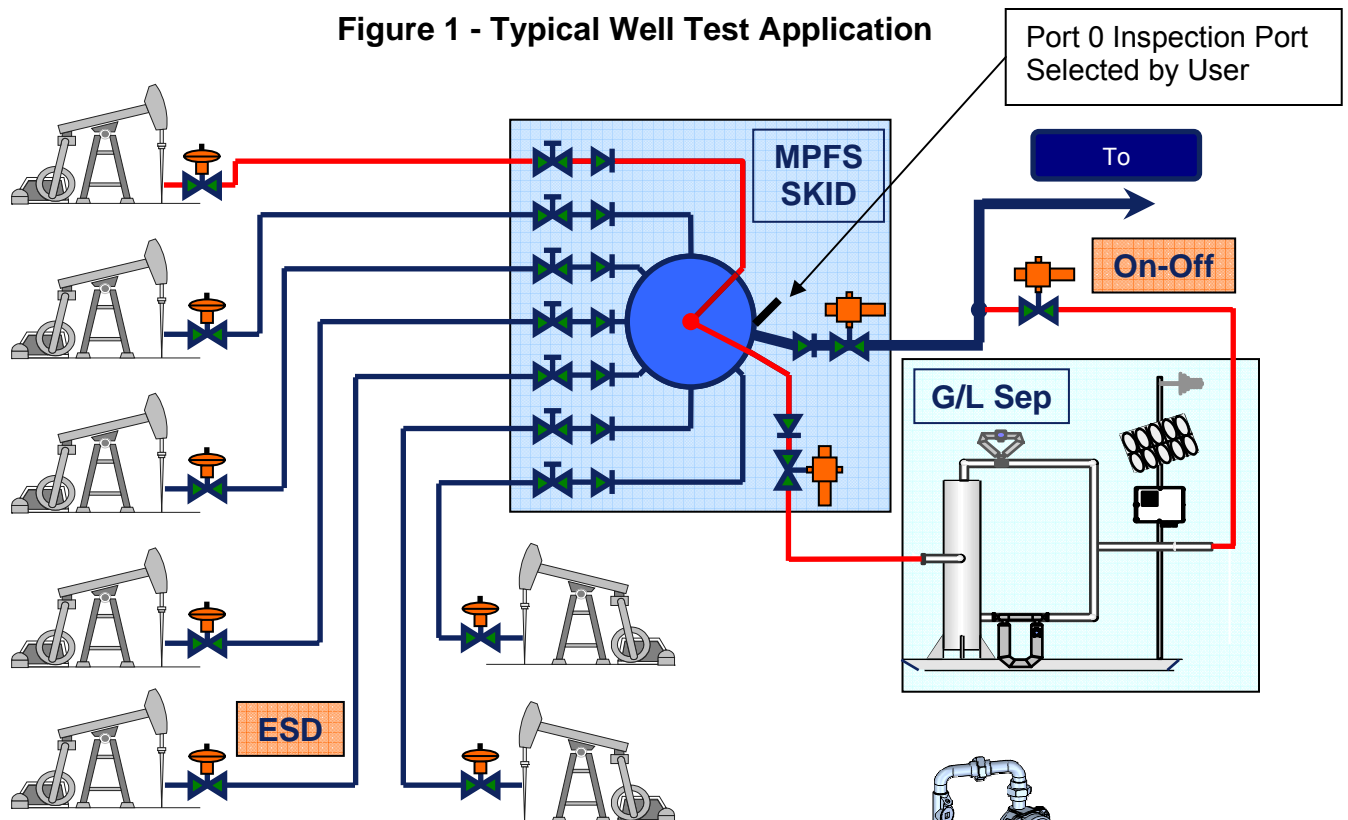 Figure 1 - Typical Well Test Application
Port 0 Inspection Port
Selected by User
MPFS
SKID
To
On-Off
G/L Sep
ESD